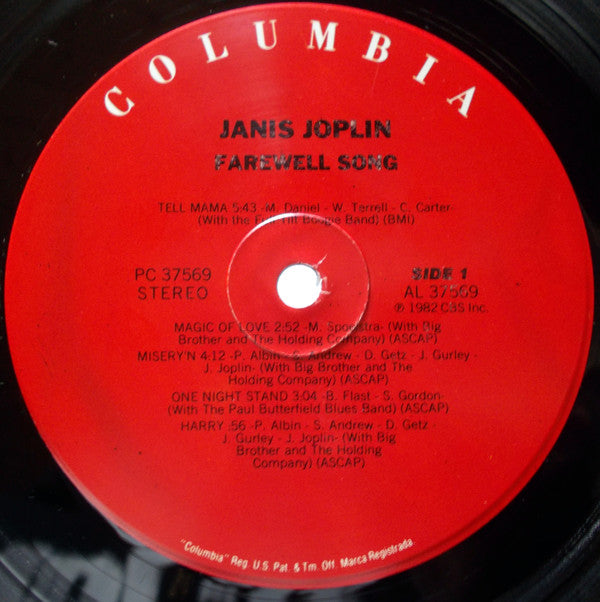 COLUMBIA
JANIS JOPLIN
FAREWELL SONG
TELL MAMA 5:43 -M. Daniel - W. Terrell - C. Carter-
(With the Full Tilt Boogie Band) (BMI)
PC 37569
STEREO
SIDE 1
AL 37569
℗ 1982 CBS Inc.
MAGIC OF LOVE 2:52 -M. Spoelstra- (With Big
Brother and The Holding Company) (ASCAP)
MISERY'N 4:12 -P. Albin - S. Andrew - D. Getz - J. Gurley -
J. Joplin- (With Big Brother and The
Holding Company) (ASCAP)
ONE NIGHT STAND 3:04 -B. Flast - S. Gordon-
(With The Paul Butterfield Blues Band) (ASCAP)
HARRY :56 -P. Albin - S. Andrew - D. Getz -
J. Gurley - J. Joplin- (With Big
Brother and The Holding
Company) (ASCAP)
"Columbia" Reg. U.S. Pat. & Tm. Off. Marca Registrada